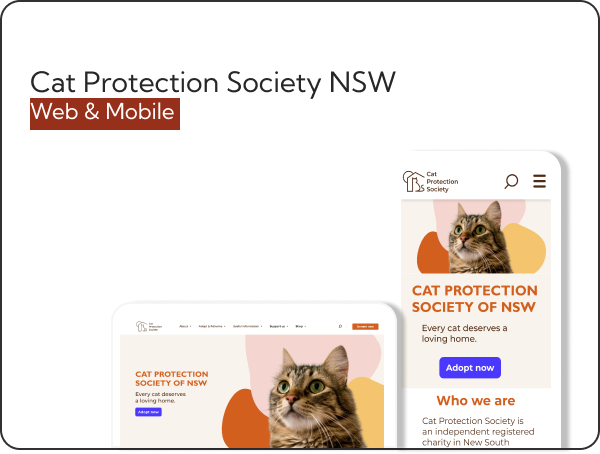 Cat Protection Society NSW
Web & Mobile
Cat
Protection
Society
CAT PROTECTION
SOCIETY OF NSW
Every cat deserves a
loving home.
Adopt now
Who we are
Cat Protection Society is
an independent registered
charity in New South
Cat
Protection
Society
About
Adopt & Rehome
Useful Information
Support us
Shop
Donate now
CAT PROTECTION
SOCIETY OF NSW
Every cat deserves
a loving home.
Adopt now